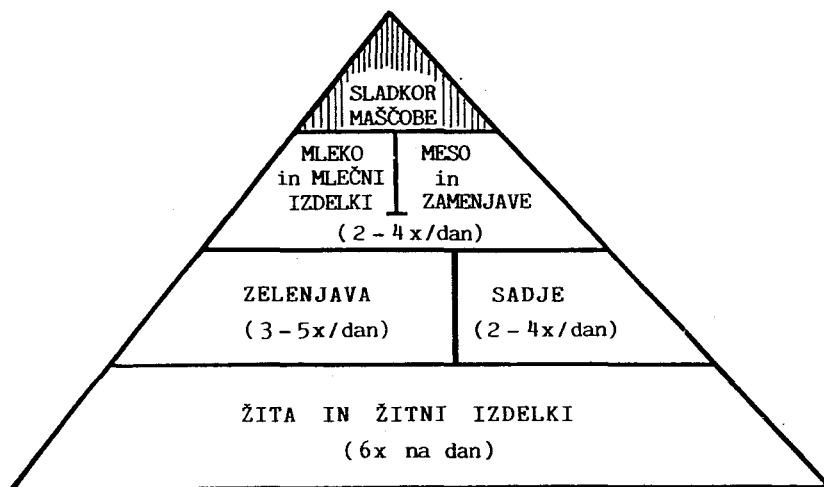 SLADKOR
MAŠČOBE
MLEKO
in MLEČNI
IZDELKI
MESO
in
ZAMENJAVE
(2-4x/dan)
ZELENJAVA
(3-5x/dan)
SADJE
(2-4x/dan)
ŽITA IN ŽITNI IZDELKI
(6x na dan)